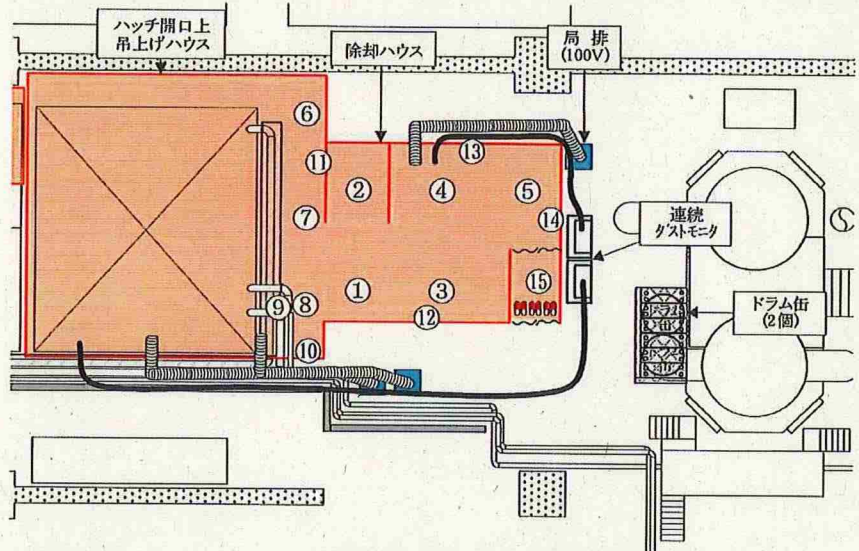 ハッチ開口上
吊上げハウス
除却ハウス
局排
(100V)
⑥
⑪
⑬
②
④
⑤
⑦
⑭
連続
ダストモニタ
⑮
①
③
⑨
⑧
⑫
ドラム缶
(2個)
⑩